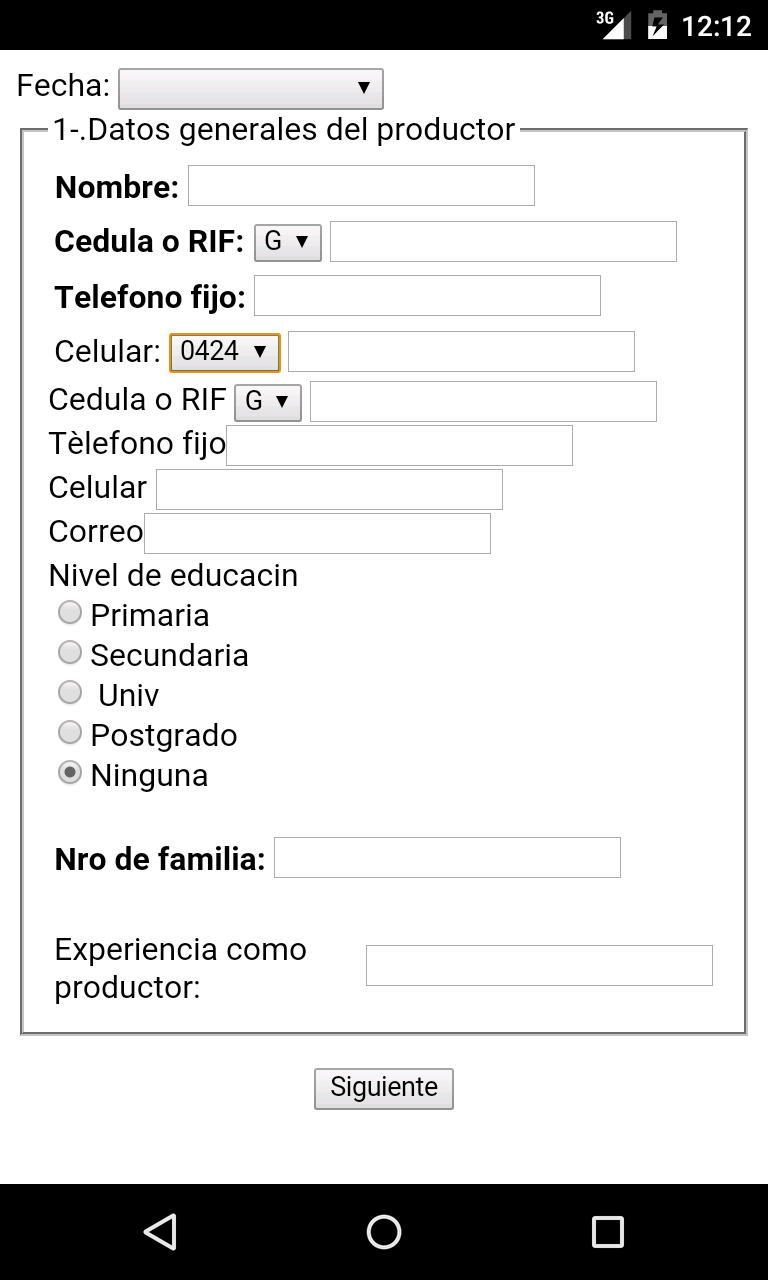 3G 12:12
Fecha:
1-.Datos generales del productor
Nombre:
Cedula o RIF: G
Telefono fijo:
Celular: 0424
Cedula o RIF G
Tèlefono fijo
Celular
Correo
Nivel de educacin
Primaria
Secundaria
Univ
Postgrado
Ninguna
Nro de familia:
Experiencia como
productor:
Siguiente